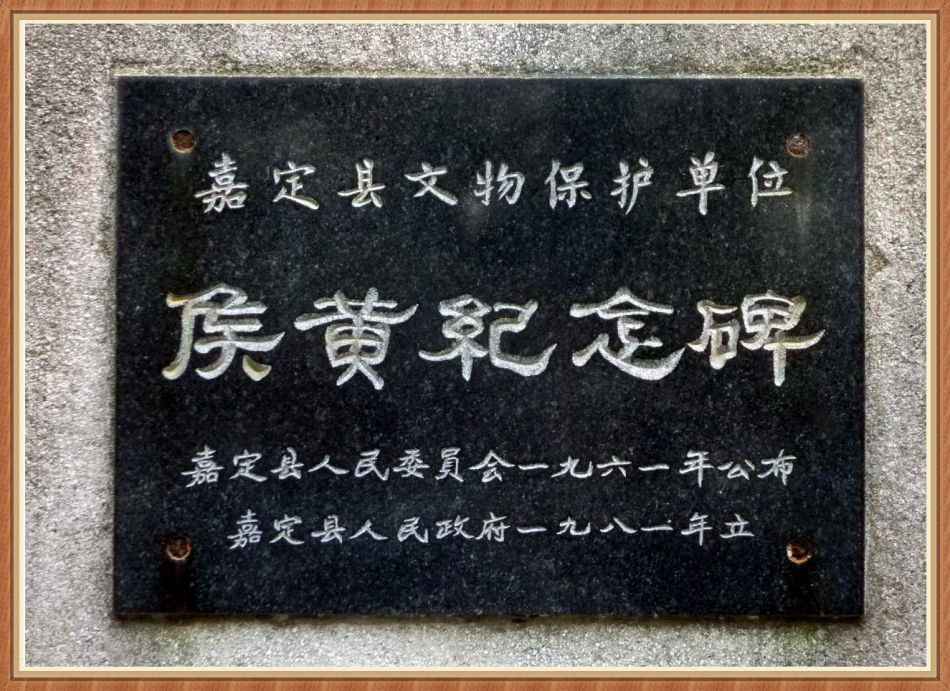 嘉定县文物保护单位
侯黄纪念碑
嘉定县人民委员会一九六一年公布
嘉定县人民政府一九八一年立